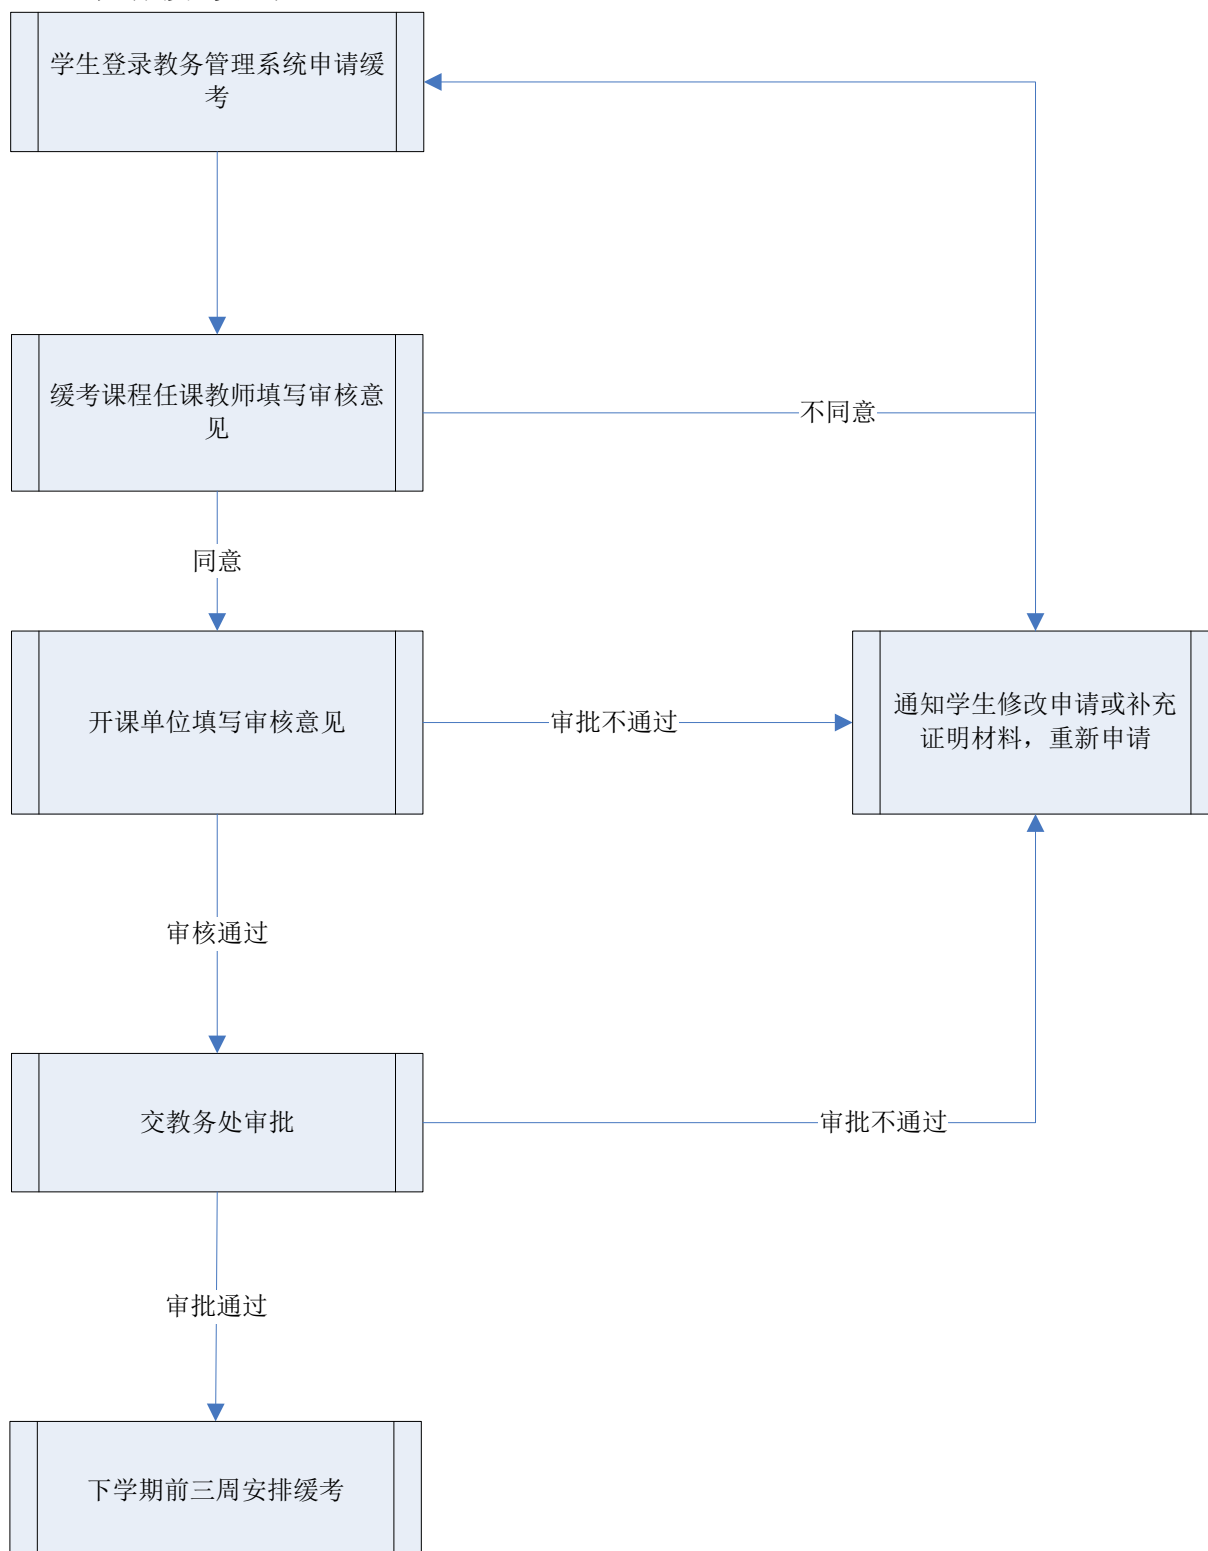 学生登录教务管理系统申请缓
考
缓考课程任课教师填写审核意
见
不同意
同意
开课单位填写审核意见
审批不通过
通知学生修改申请或补充
证明材料，重新申请
审核通过
交教务处审批
审批不通过
审批通过
下学期前三周安排缓考